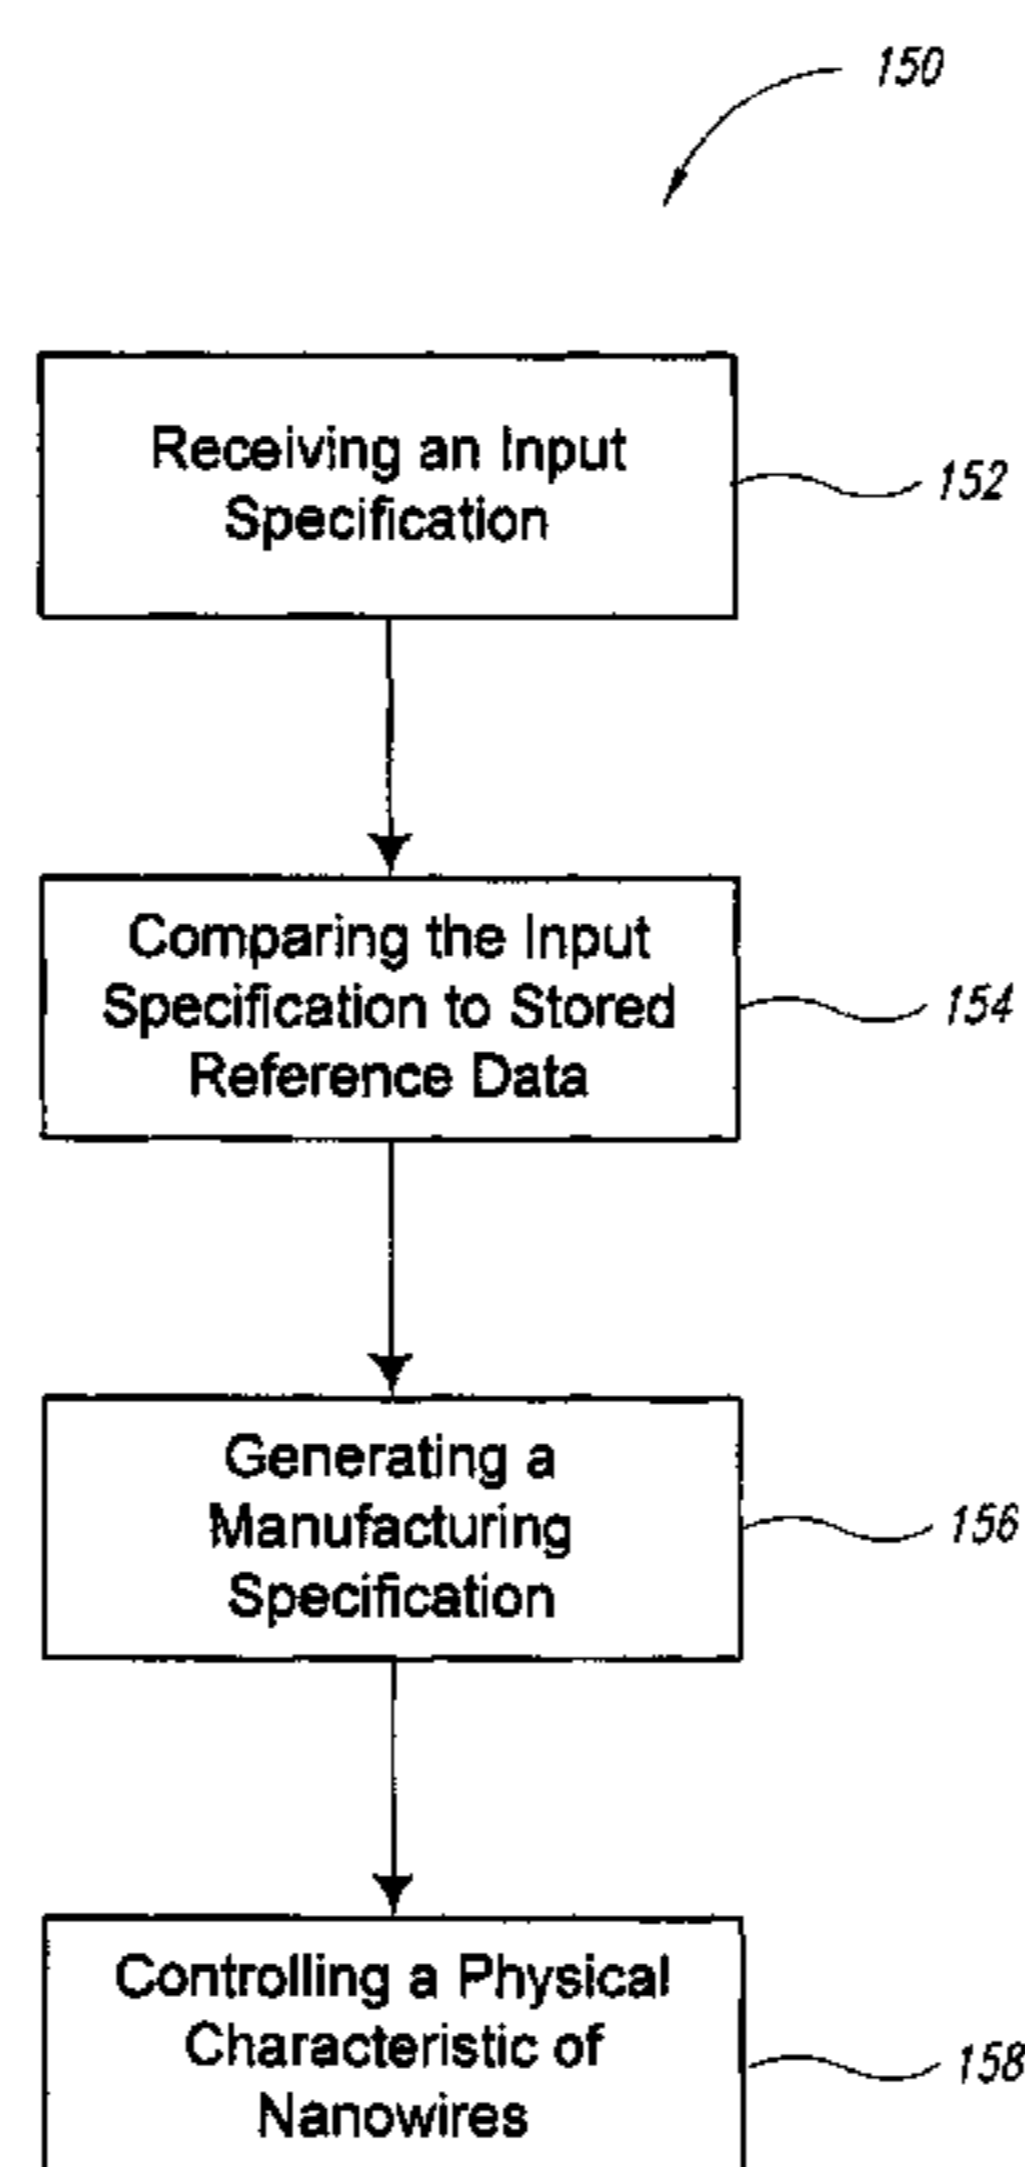 150
Receiving an Input
Specification
152
Comparing the Input
Specification to Stored
Reference Data
154
Generating a
Manufacturing
Specification
156
Controlling a Physical
Characteristic of
Nanowires
158